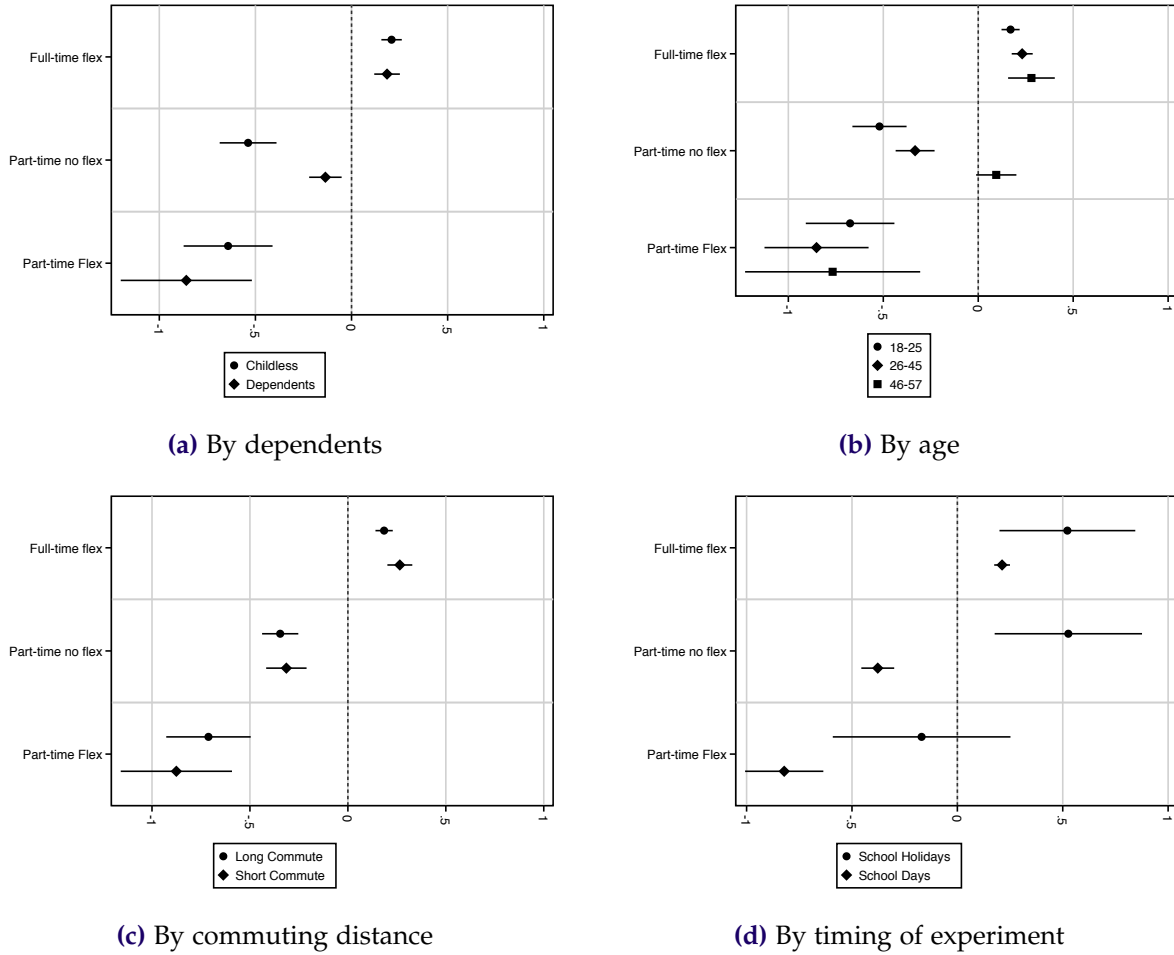 Full-time flex
Part-time no flex
Part-time Flex
-1
-.5
0
.5
1
Childless
Dependents
(a) By dependents
Full-time flex
Part-time no flex
Part-time Flex
-1
-.5
0
.5
1
18-25
26-45
46-57
(b) By age
Full-time flex
Part-time no flex
Part-time Flex
-1
-.5
0
.5
1
Long Commute
Short Commute
(c) By commuting distance
Full-time flex
Part-time no flex
Part-time Flex
-1
-.5
0
.5
1
School Holidays
School Days
(d) By timing of experiment